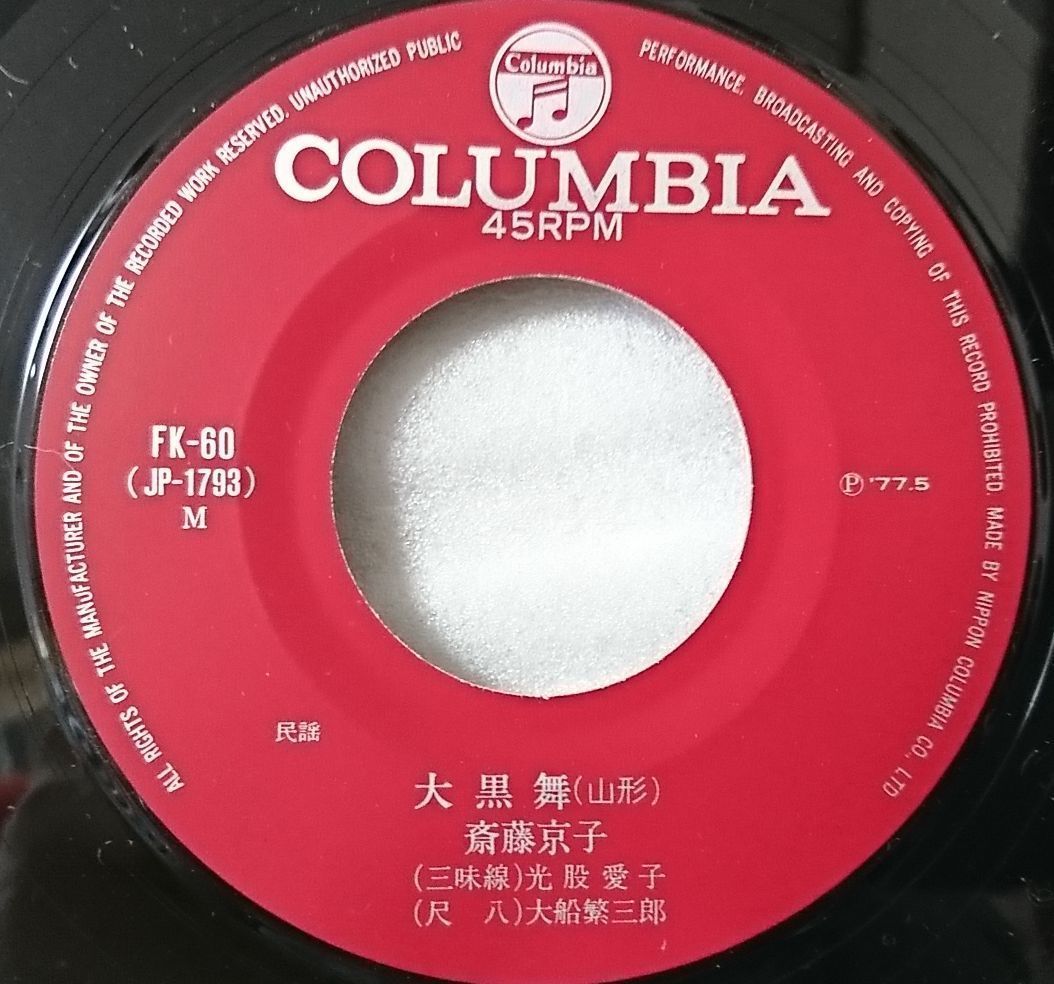 ALL RIGHTS OF THE MANUFACTURER AND OF THE OWNER OF THE RECORDED WORK RESERVED. UNAUTHORIZED PUBLIC PERFORMANCE. BROADCASTING AND COPYING OF THIS RECORD PROHIBITED. MADE BY NIPPON COLUMBIA CO., LTD
Columbia
COLUMBIA
45RPM
FK-60
(JP-1793)
M
Ⓟ '77.5
民謡
大黒舞(山形)
斎藤京子
(三味線)光股愛子
(尺 八)大船繁三郎